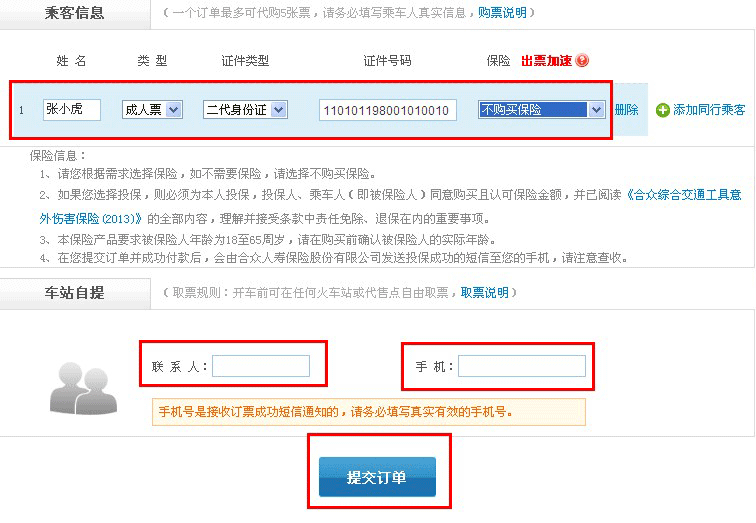 乘客信息 （一个订单最多可代购5张票，请务必填写乘车人真实信息，购票说明）
姓 名 类 型 证件类型 证件号码 保险 出票加速
1 张小虎 成人票 二代身份证 110101198001010010 不购买保险 删除 添加同行乘客
保险信息：
1、请您根据需求选择保险，如不需要保险，请选择不购买保险。
2、如果您选择投保，则必须为本人投保，投保人、乘车人（即被保险人）同意购买且认可保险金额，并已阅读《合众综合交通工具意
外伤害保险(2013)》的全部内容，理解并接受条款中责任免除、退保在内的重要事项。
3、本保险产品要求被保险人年龄为18至65周岁，请在购买前确认被保险人的实际年龄。
4、在您提交订单并成功付款后，会由合众人寿保险股份有限公司发送投保成功的短信至您的手机，请注意查收。
车站自提 （取票规则：开车前可在任何火车站或代售点自由取票，取票说明）
联 系 人： 手 机：
手机号是接收订票成功短信通知的，请务必填写真实有效的手机号。
提交订单